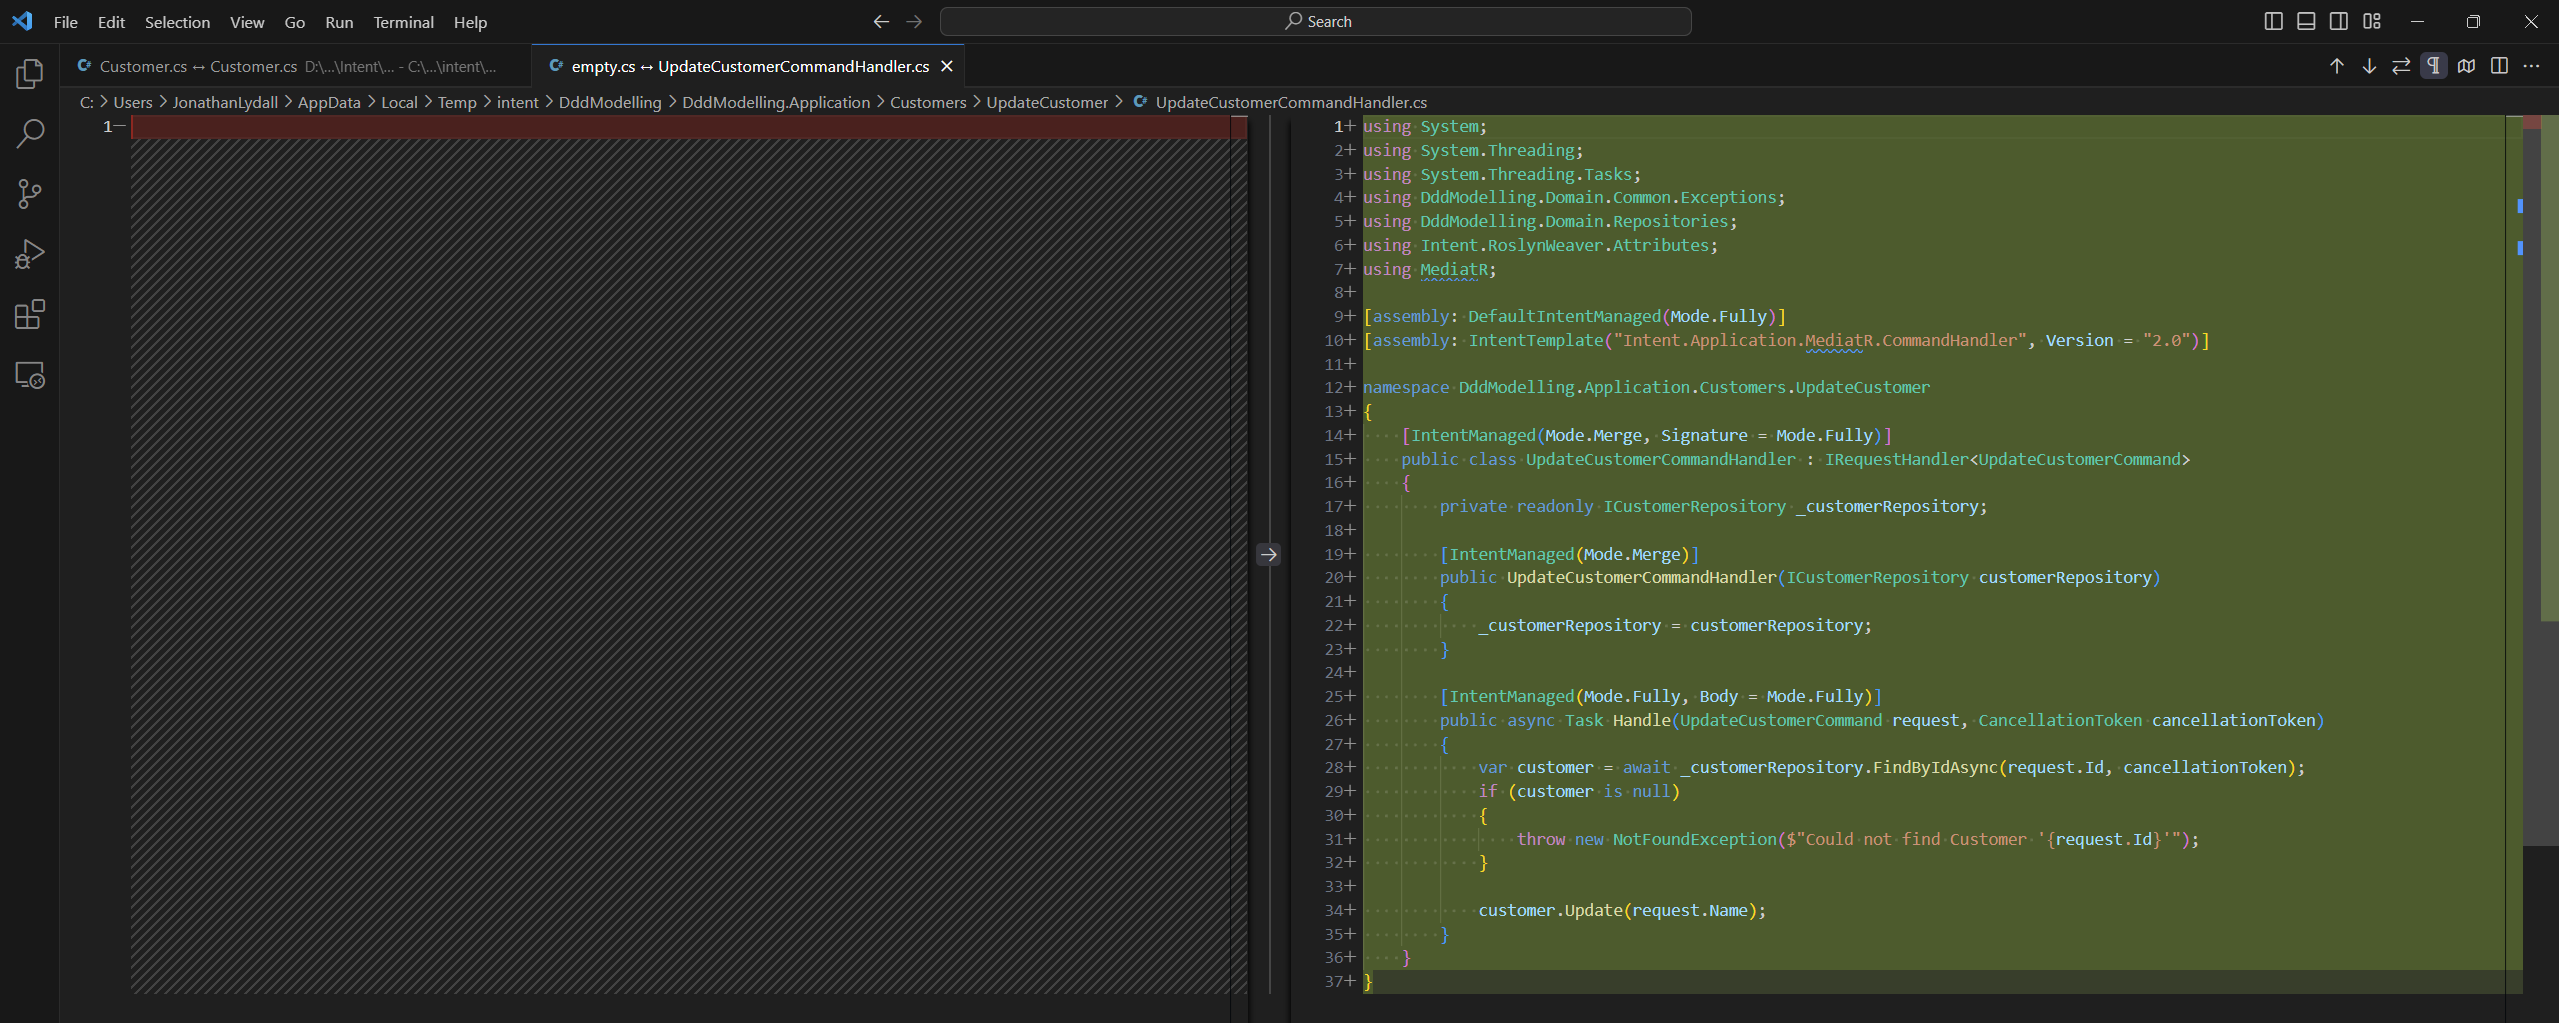 File Edit Selection View Go Run Terminal Help
Search
Customer.cs ↔ Customer.cs D:\...\Intent\... - C:\...\intent\...
empty.cs ↔ UpdateCustomerCommandHandler.cs
C: > Users > JonathanLydall > AppData > Local > Temp > intent > DddModelling > DddModelling.Application > Customers > UpdateCustomer > UpdateCustomerCommandHandler.cs
1—
1+ using System;
2+ using System.Threading;
3+ using System.Threading.Tasks;
4+ using DddModelling.Domain.Common.Exceptions;
5+ using DddModelling.Domain.Repositories;
6+ using Intent.RoslynWeaver.Attributes;
7+ using MediatR;
8+
9+ [assembly: DefaultIntentManaged(Mode.Fully)]
10+ [assembly: IntentTemplate("Intent.Application.MediatR.CommandHandler", Version = "2.0")]
11+
12+ namespace DddModelling.Application.Customers.UpdateCustomer
13+ {
14+     [IntentManaged(Mode.Merge, Signature = Mode.Fully)]
15+     public class UpdateCustomerCommandHandler : IRequestHandler<UpdateCustomerCommand>
16+     {
17+         private readonly ICustomerRepository _customerRepository;
18+
19+         [IntentManaged(Mode.Merge)]
20+         public UpdateCustomerCommandHandler(ICustomerRepository customerRepository)
21+         {
22+             _customerRepository = customerRepository;
23+         }
24+
25+         [IntentManaged(Mode.Fully, Body = Mode.Fully)]
26+         public async Task Handle(UpdateCustomerCommand request, CancellationToken cancellationToken)
27+         {
28+             var customer = await _customerRepository.FindByIdAsync(request.Id, cancellationToken);
29+             if (customer is null)
30+             {
31+                 throw new NotFoundException($"Could not find Customer '{request.Id}'");
32+             }
33+
34+             customer.Update(request.Name);
35+         }
36+     }
37+ }